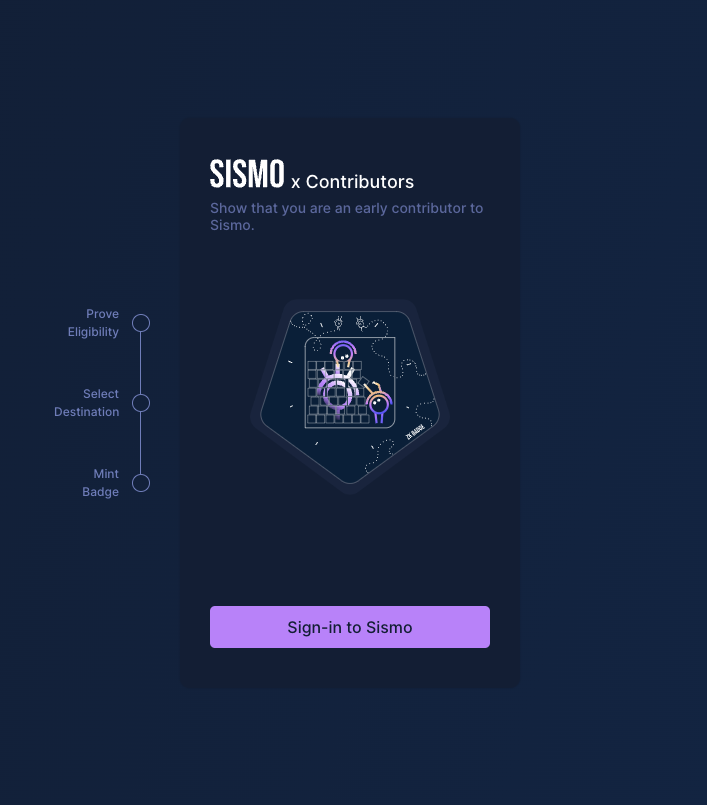 SISMO x Contributors
Show that you are an early contributor to
Sismo.
Prove
Eligibility
Select
Destination
Mint
Badge
ZK BADGE
Sign-in to Sismo